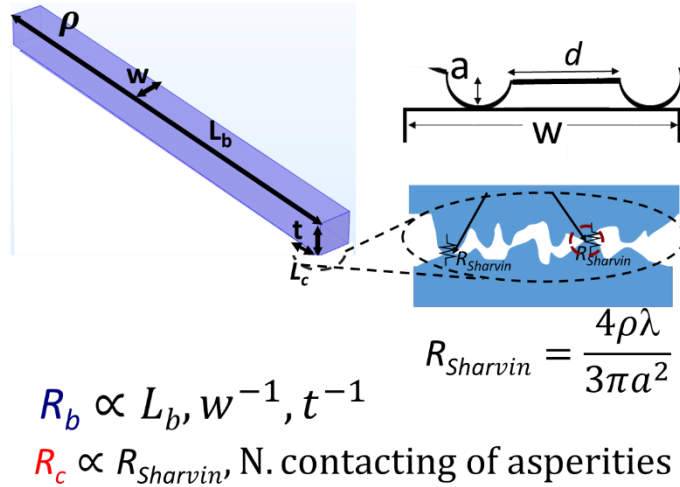 ρ
w
L_b
t
L_c
a
d
W
R_Sharvin
R_Sharvin
R_Sharvin = 4ρλ / 3πa²
R_b ∝ L_b, w⁻¹, t⁻¹
R_c ∝ R_Sharvin, N. contacting of asperities